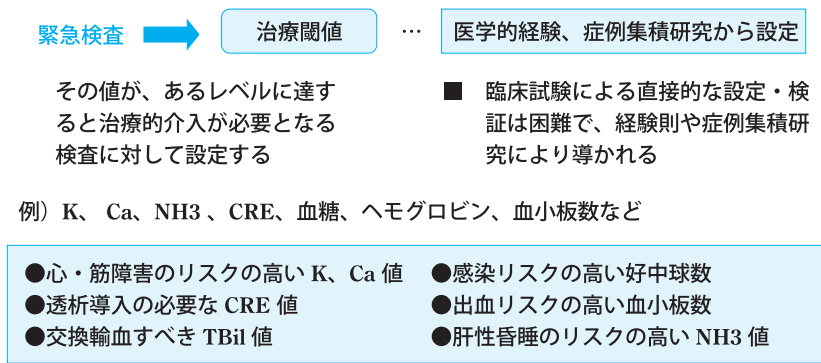 緊急検査 治療閾値 … 医学的経験、症例集積研究から設定
その値が、あるレベルに達す
ると治療的介入が必要となる
検査に対して設定する
■ 臨床試験による直接的な設定・検
証は困難で、経験則や症例集積研
究により導かれる
例）K、 Ca、NH3 、CRE、血糖、ヘモグロビン、血小板数など
●心・筋障害のリスクの高い K、Ca 値
●透析導入の必要な CRE 値
●交換輸血すべき TBil 値
●感染リスクの高い好中球数
●出血リスクの高い血小板数
●肝性昏睡のリスクの高い NH3 値